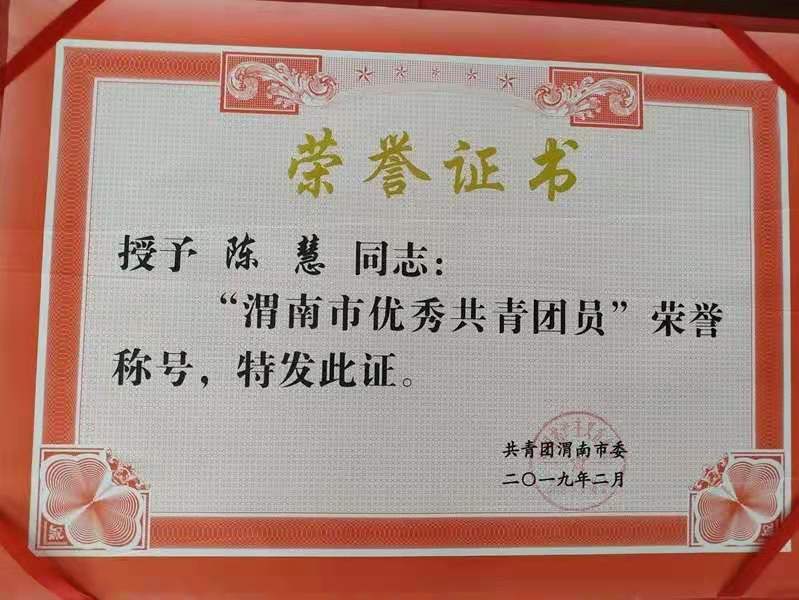 荣誉证书
授予 陈 慧 同志：
“渭南市优秀共青团员”荣誉
称号，特发此证。
共青团渭南市委
二〇一九年二月